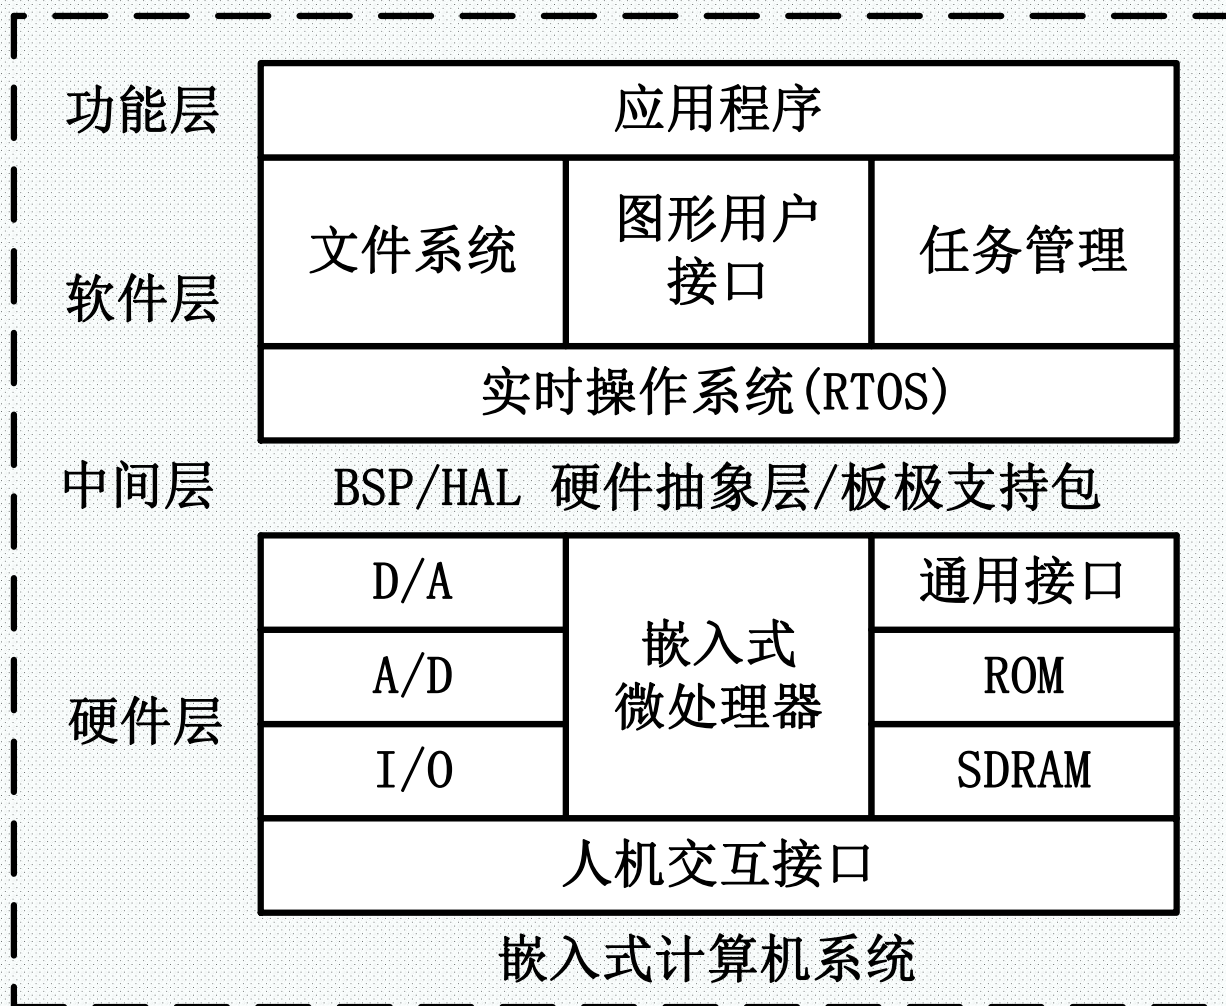 功能层
应用程序
软件层
文件系统
图形用户
接口
任务管理
实时操作系统(RTOS)
中间层
BSP/HAL 硬件抽象层/板极支持包
硬件层
D/A
A/D
I/O
嵌入式
微处理器
通用接口
ROM
SDRAM
人机交互接口
嵌入式计算机系统